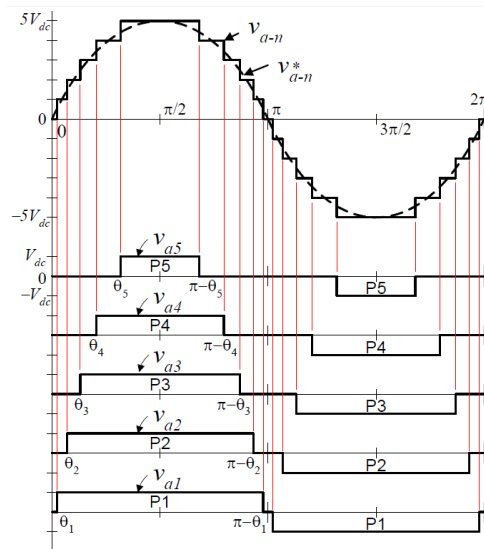 5V_dc
v_a-n
v*_a-n
0
0 π/2 π 3π/2 2π
−5V_dc
V_dc
0
−V_dc
v_a5
P5
θ_5 π−θ_5
P5
v_a4
P4
θ_4 π−θ_4
P4
v_a3
P3
θ_3 π−θ_3
P3
v_a2
P2
θ_2 π−θ_2
P2
v_a1
P1
θ_1 π−θ_1
P1